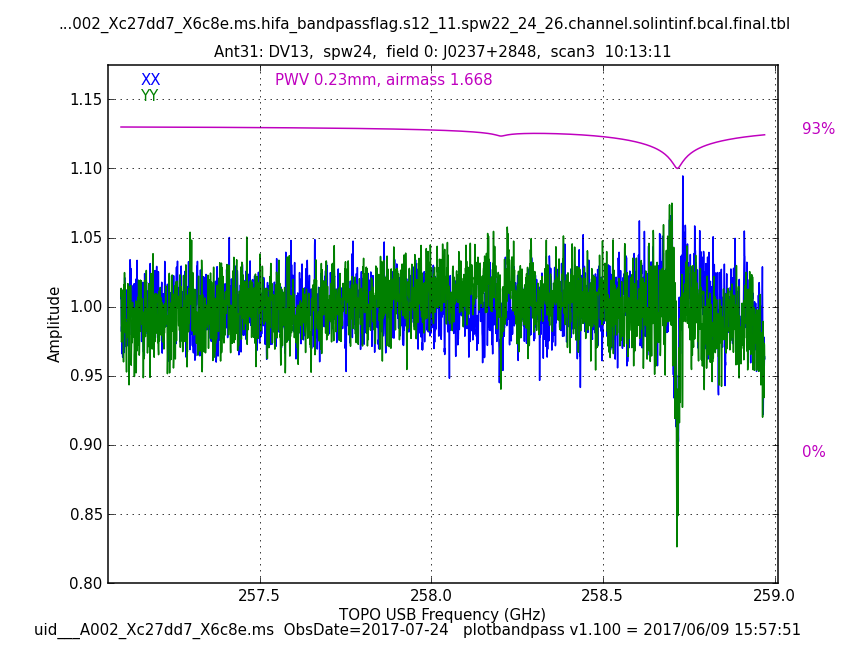 ...002_Xc27dd7_X6c8e.ms.hifa_bandpassflag.s12_11.spw22_24_26.channel.solintinf.bcal.final.tbl
Ant31: DV13,  spw24,  field 0: J0237+2848,  scan3  10:13:11
XX
PWV 0.23mm, airmass 1.668
YY
1.15
93%
1.10
1.05
1.00
Amplitude
0.95
0.90
0%
0.85
0.80
257.5 258.0 258.5 259.0
TOPO USB Frequency (GHz)
uid___A002_Xc27dd7_X6c8e.ms  ObsDate=2017-07-24   plotbandpass v1.100 = 2017/06/09 15:57:51